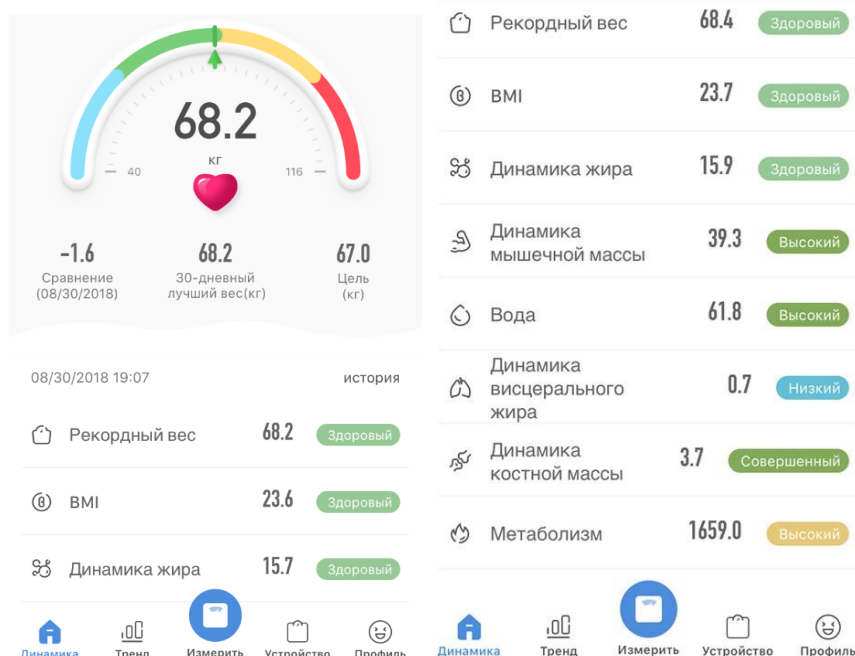 68.2
кг
40
116
-1.6
68.2
67.0
Сравнение
(08/30/2018)
30-дневный
лучший вес(кг)
Цель
(кг)
08/30/2018 19:07
история
Рекордный вес 68.2 Здоровый
BMI 23.6 Здоровый
Динамика жира 15.7 Здоровый
Динамика Тренд Измерить Устройство Профиль
Рекордный вес 68.4 Здоровый
BMI 23.7 Здоровый
Динамика жира 15.9 Здоровый
Динамика
мышечной массы
39.3 Высокий
Вода 61.8 Высокий
Динамика
висцерального
жира
0.7 Низкий
Динамика
костной массы
3.7 Совершенный
Метаболизм 1659.0 Высокий
Динамика Тренд Измерить Устройство Профиль